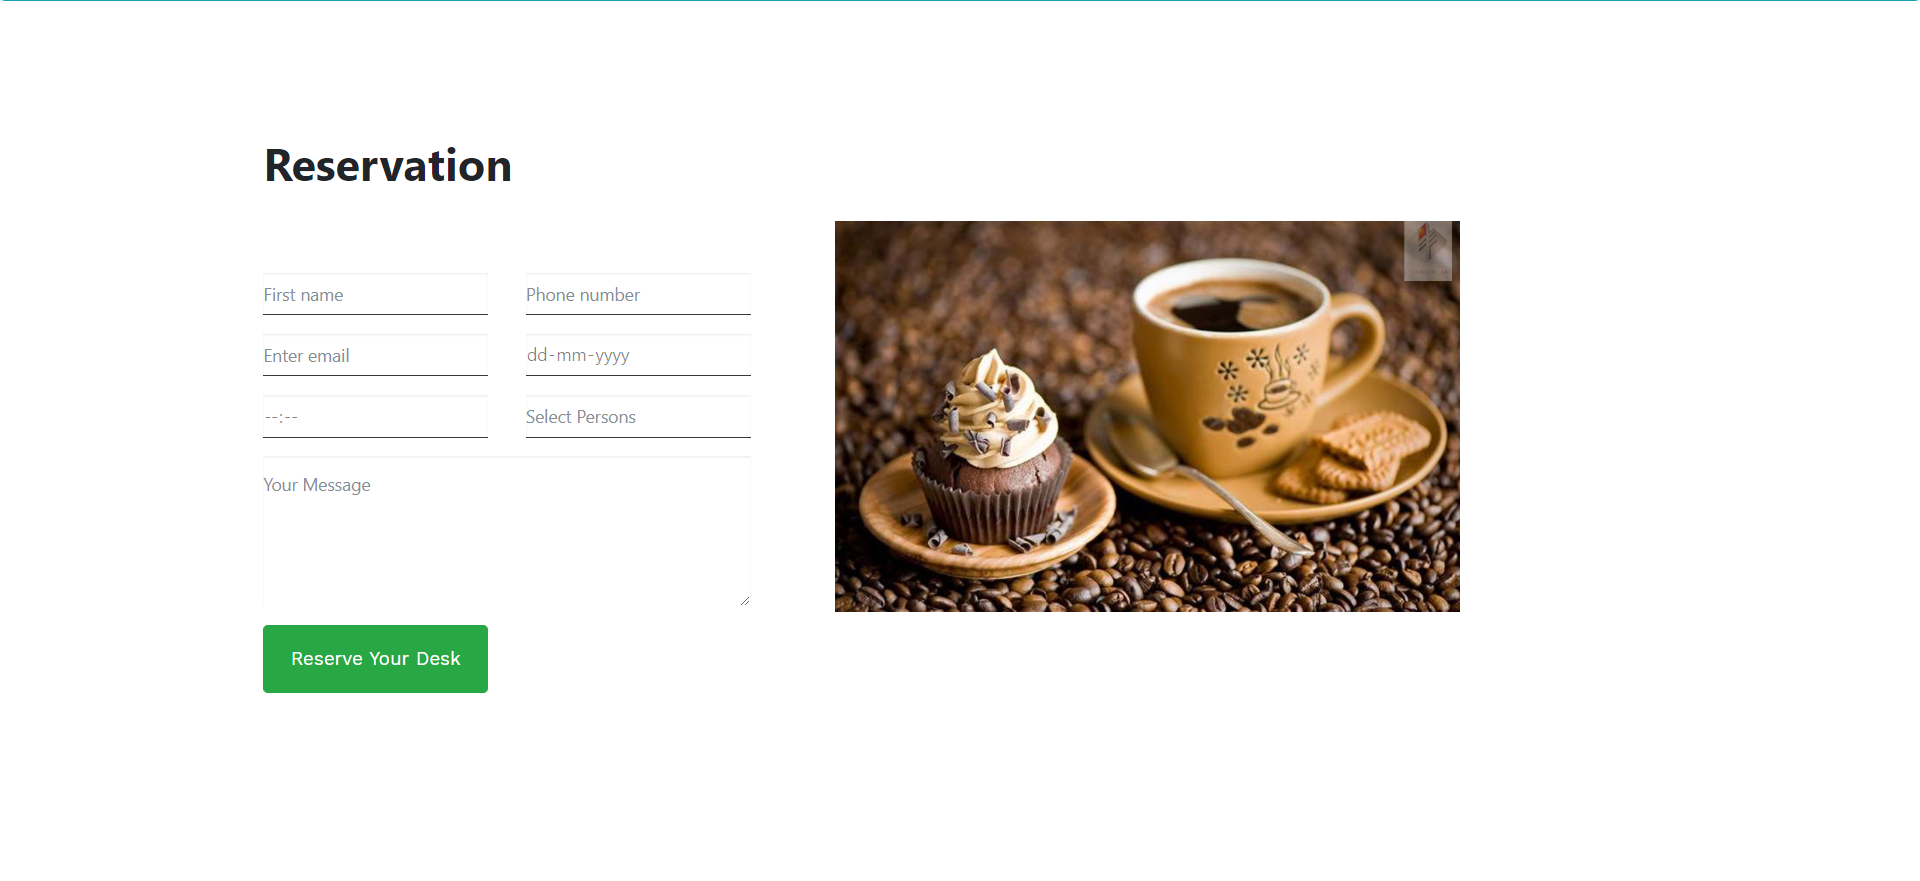 Reservation
First name
Phone number
Enter email
dd-mm-yyyy
--:--
Select Persons
Your Message
Reserve Your Desk